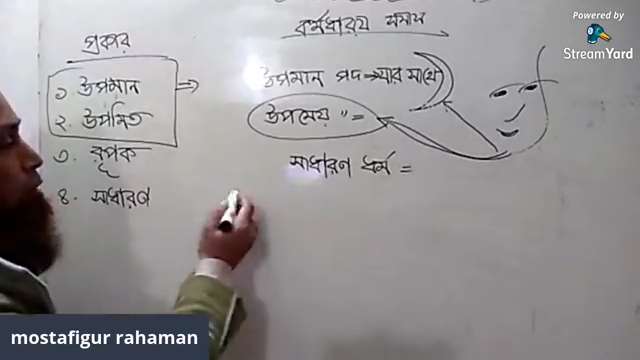 কর্মধারয় সমাস
প্রকার
১. উপমান
২. উপমিত
৩. রূপক
৪. সাধারণ
উপমান পদ → যার সাথে
উপমেয় " =
সাধারণ ধর্ম =
Powered by
StreamYard
mostafigur rahaman